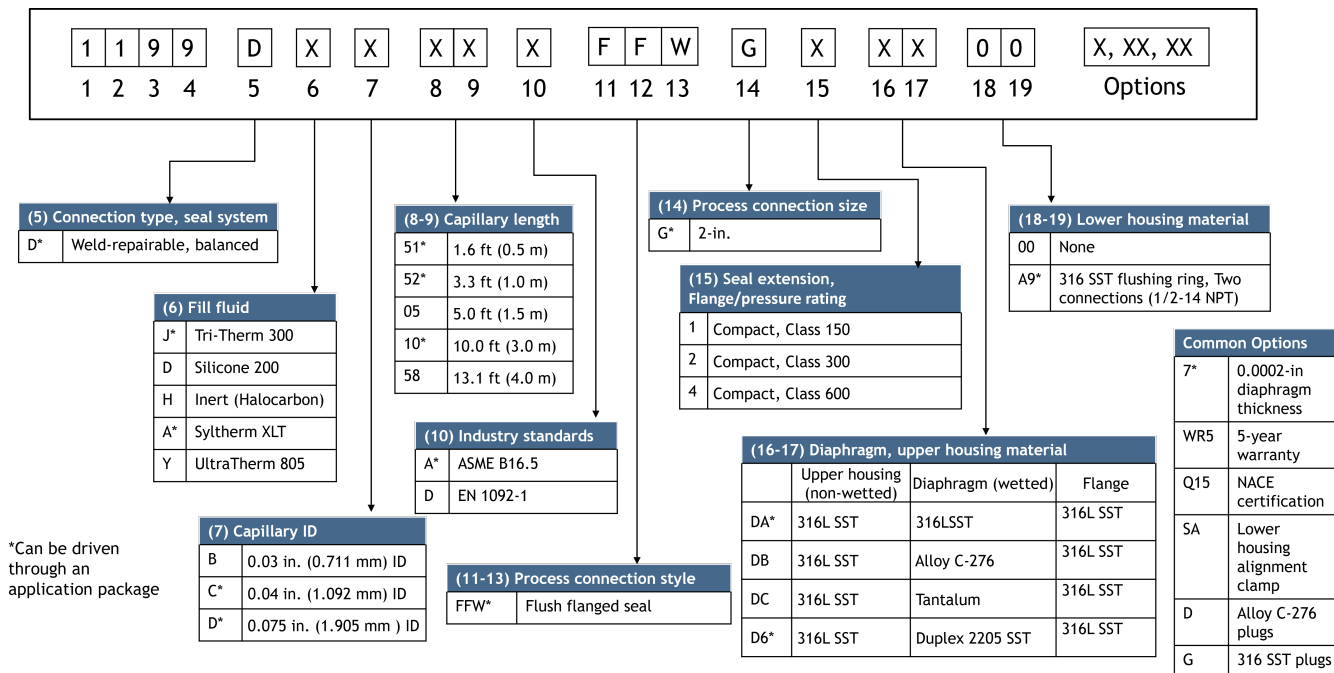 1 1 9 9 D X X X X X F F W G X X X 0 0 X, XX, XX
1 2 3 4 5 6 7 8 9 10 11 12 13 14 15 16 17 18 19 Options
(5) Connection type, seal system
D* Weld-repairable, balanced
(6) Fill fluid
J* Tri-Therm 300
D Silicone 200
H Inert (Halocarbon)
A* Syltherm XLT
Y UltraTherm 805
(7) Capillary ID
B 0.03 in. (0.711 mm) ID
C* 0.04 in. (1.092 mm) ID
D* 0.075 in. (1.905 mm ) ID
*Can be driven
through an
application package
(8-9) Capillary length
51* 1.6 ft (0.5 m)
52* 3.3 ft (1.0 m)
05 5.0 ft (1.5 m)
10* 10.0 ft (3.0 m)
58 13.1 ft (4.0 m)
(10) Industry standards
A* ASME B16.5
D EN 1092-1
(11-13) Process connection style
FFW* Flush flanged seal
(14) Process connection size
G* 2-in.
(15) Seal extension,
Flange/pressure rating
1 Compact, Class 150
2 Compact, Class 300
4 Compact, Class 600
(16-17) Diaphragm, upper housing material
Upper housing
(non-wetted) Diaphragm (wetted) Flange
DA* 316L SST 316LSST 316L SST
DB 316L SST Alloy C-276 316L SST
DC 316L SST Tantalum 316L SST
D6* 316L SST Duplex 2205 SST 316L SST
(18-19) Lower housing material
00 None
A9* 316 SST flushing ring, Two
connections (1/2-14 NPT)
Common Options
7* 0.0002-in
diaphragm
thickness
WR5 5-year
warranty
Q15 NACE
certification
SA Lower
housing
alignment
clamp
D Alloy C-276
plugs
G 316 SST plugs